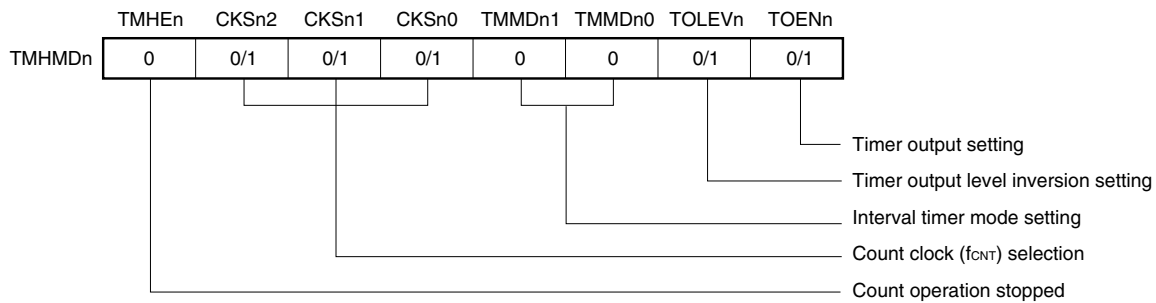 TMHEn CKSn2 CKSn1 CKSn0 TMMDn1 TMMDn0 TOLEVn TOENn
TMHMDn 0 0/1 0/1 0/1 0 0 0/1 0/1
Timer output setting
Timer output level inversion setting
Interval timer mode setting
Count clock (fCNT) selection
Count operation stopped